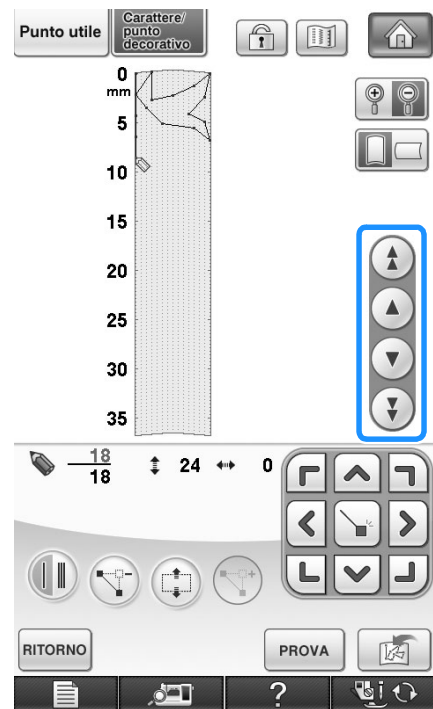 Punto utile
Carattere/
punto
decorativo
0
mm
5
10
15
20
25
30
35
18
18
24
0
RITORNO
PROVA
?